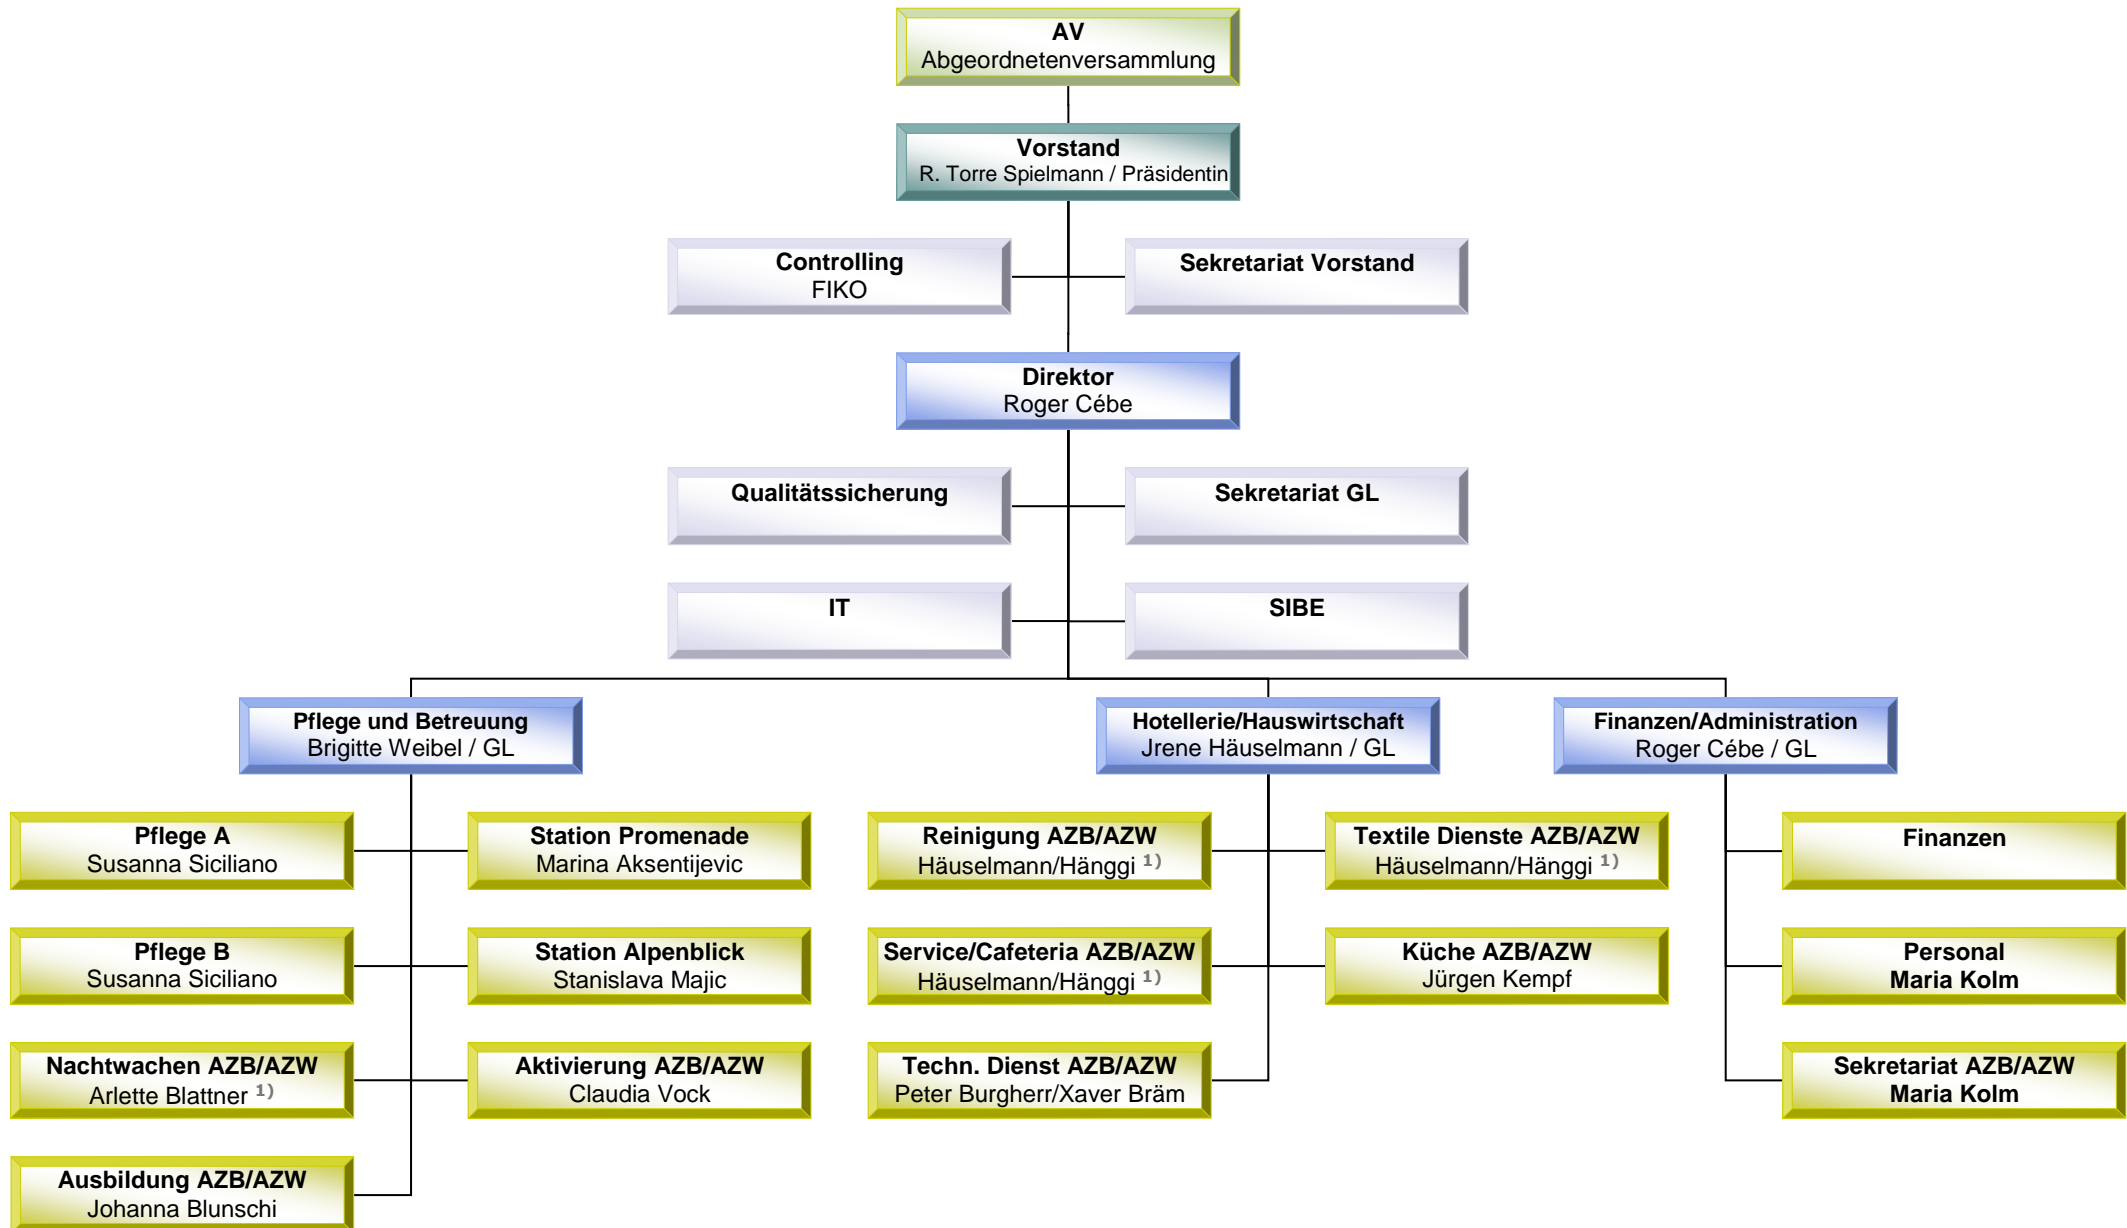 AV
Abgeordnetenversammlung
Vorstand
R. Torre Spielmann / Präsidentin
Controlling
FIKO
Sekretariat Vorstand
Direktor
Roger Cébe
Qualitätssicherung
Sekretariat GL
IT
SIBE
Pflege und Betreuung
Brigitte Weibel / GL
Hotellerie/Hauswirtschaft
Jrene Häuselmann / GL
Finanzen/Administration
Roger Cébe / GL
Pflege A
Susanna Siciliano
Station Promenade
Marina Aksentijevic
Reinigung AZB/AZW
Häuselmann/Hänggi 1)
Textile Dienste AZB/AZW
Häuselmann/Hänggi 1)
Finanzen
Pflege B
Susanna Siciliano
Station Alpenblick
Stanislava Majic
Service/Cafeteria AZB/AZW
Häuselmann/Hänggi 1)
Küche AZB/AZW
Jürgen Kempf
Personal
Maria Kolm
Nachtwachen AZB/AZW
Arlette Blattner 1)
Aktivierung AZB/AZW
Claudia Vock
Techn. Dienst AZB/AZW
Peter Burgherr/Xaver Bräm
Sekretariat AZB/AZW
Maria Kolm
Ausbildung AZB/AZW
Johanna Blunschi